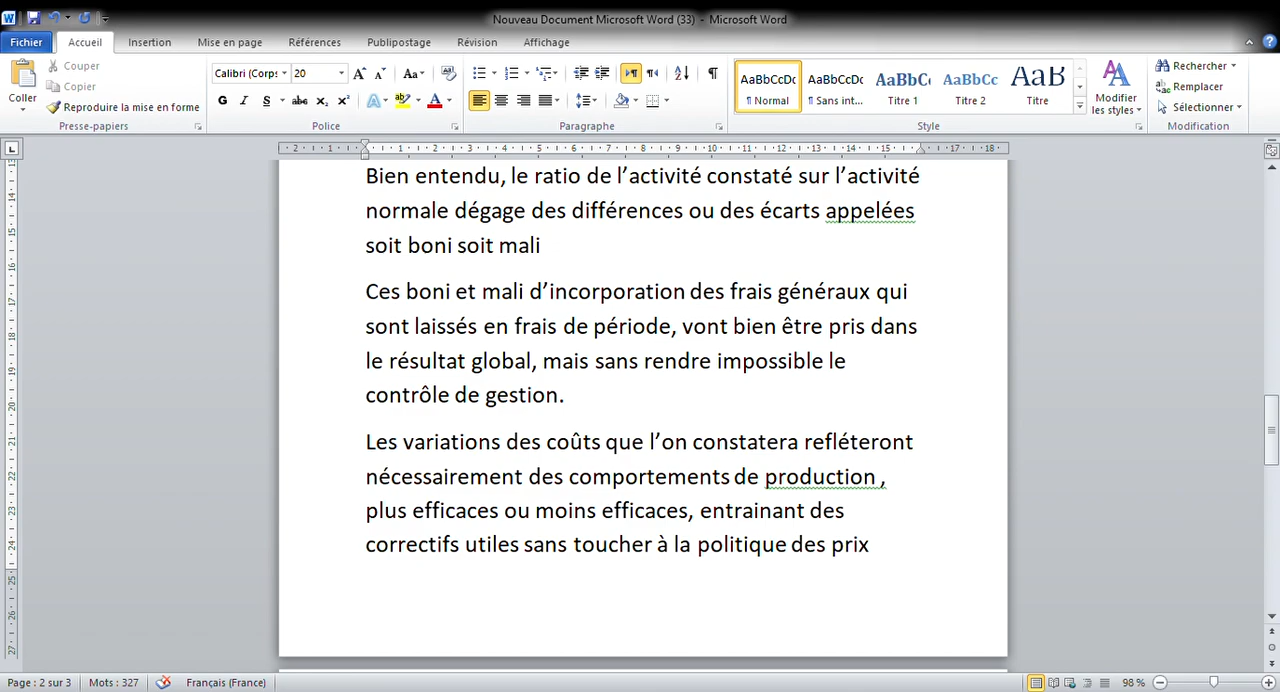 Nouveau Document Microsoft Word (33) - Microsoft Word
Fichier Accueil Insertion Mise en page Références Publipostage Révision Affichage
Coller
Couper
Copier
Reproduire la mise en forme
Presse-papiers
Calibri (Corps 20
G I S abc
Police
Paragraphe
AaBbCcDc AaBbCcDc AaBbC AaBbCc AaB
¶ Normal ¶ Sans int... Titre 1 Titre 2 Titre
Modifier les styles
Style
Rechercher
Remplacer
Sélectionner
Modification
Bien entendu, le ratio de l’activité constaté sur l’activité
normale dégage des différences ou des écarts appelées
soit boni soit mali
Ces boni et mali d’incorporation des frais généraux qui
sont laissés en frais de période, vont bien être pris dans
le résultat global, mais sans rendre impossible le
contrôle de gestion.
Les variations des coûts que l’on constatera refléteront
nécessairement des comportements de production ,
plus efficaces ou moins efficaces, entrainant des
correctifs utiles sans toucher à la politique des prix
Page : 2 sur 3 Mots : 327 Français (France) 98 %